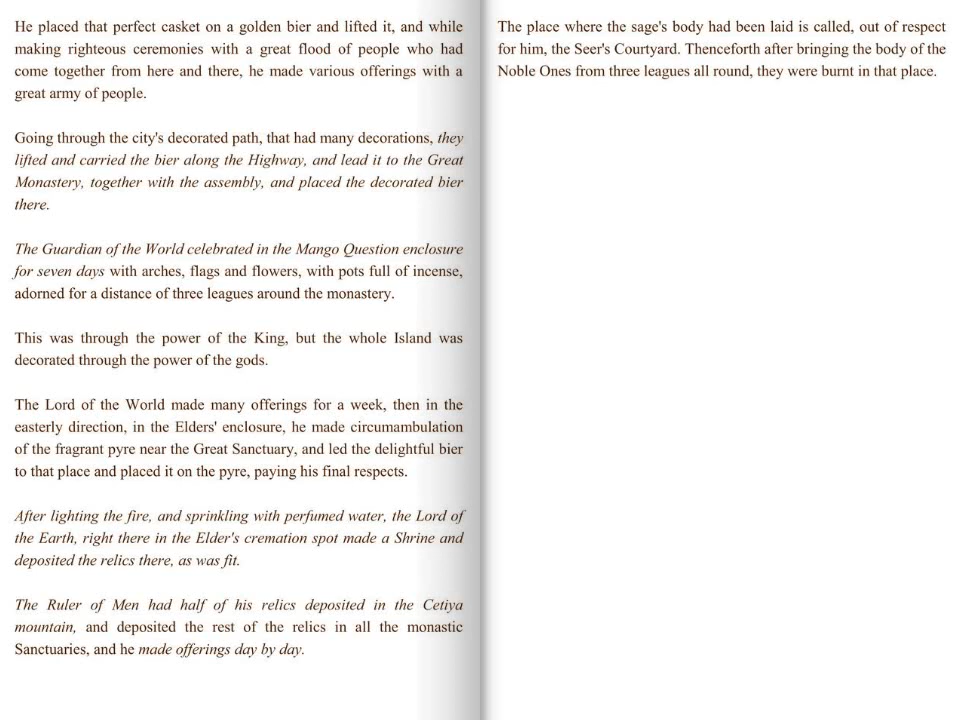 He placed that perfect casket on a golden bier and lifted it, and while
making righteous ceremonies with a great flood of people who had
come together from here and there, he made various offerings with a
great army of people.
Going through the city's decorated path, that had many decorations, they
lifted and carried the bier along the Highway, and lead it to the Great
Monastery, together with the assembly, and placed the decorated bier
there.
The Guardian of the World celebrated in the Mango Question enclosure
for seven days with arches, flags and flowers, with pots full of incense,
adorned for a distance of three leagues around the monastery.
This was through the power of the King, but the whole Island was
decorated through the power of the gods.
The Lord of the World made many offerings for a week, then in the
easterly direction, in the Elders' enclosure, he made circumambulation
of the fragrant pyre near the Great Sanctuary, and led the delightful bier
to that place and placed it on the pyre, paying his final respects.
After lighting the fire, and sprinkling with perfumed water, the Lord of
the Earth, right there in the Elder's cremation spot made a Shrine and
deposited the relics there, as was fit.
The Ruler of Men had half of his relics deposited in the Cetiya
mountain, and deposited the rest of the relics in all the monastic
Sanctuaries, and he made offerings day by day.
The place where the sage's body had been laid is called, out of respect
for him, the Seer's Courtyard. Thenceforth after bringing the body of the
Noble Ones from three leagues all round, they were burnt in that place.